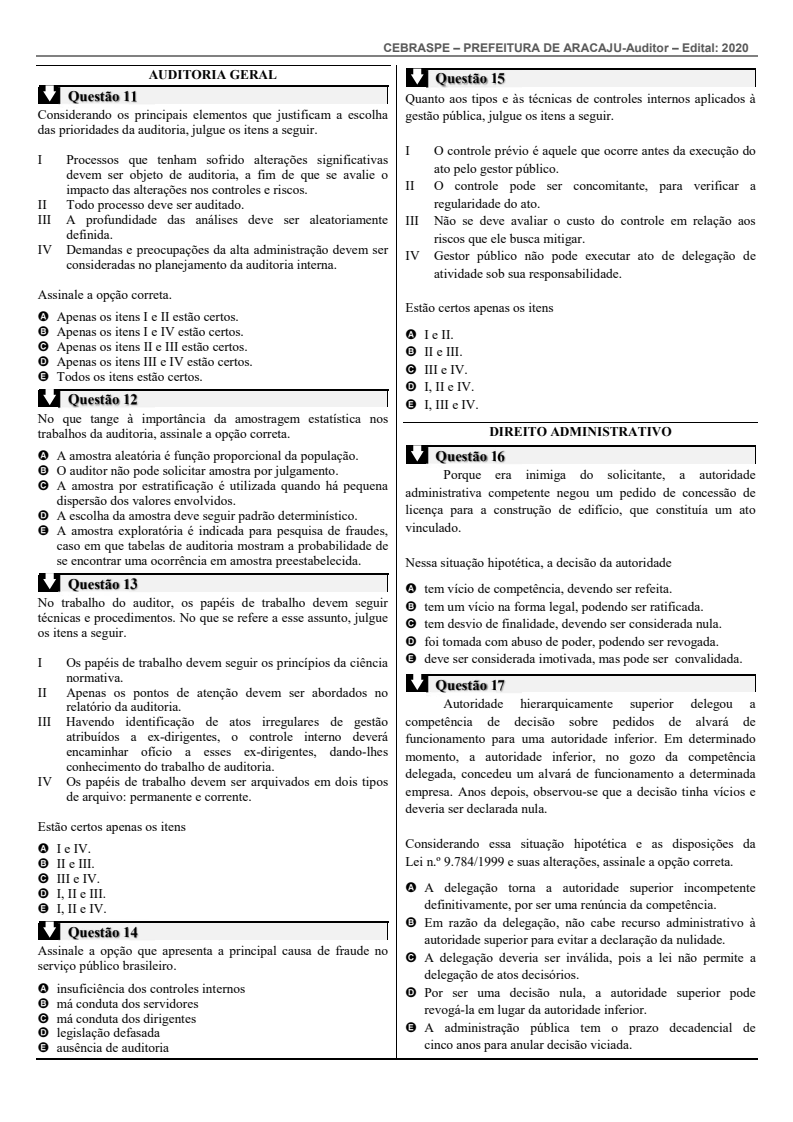 CEBRASPE – PREFEITURA DE ARACAJU-Auditor – Edital: 2020
AUDITORIA GERAL
Questão 11
Considerando os principais elementos que justificam a escolha
das prioridades da auditoria, julgue os itens a seguir.
I Processos que tenham sofrido alterações significativas
devem ser objeto de auditoria, a fim de que se avalie o
impacto das alterações nos controles e riscos.
II Todo processo deve ser auditado.
III A profundidade das análises deve ser aleatoriamente
definida.
IV Demandas e preocupações da alta administração devem ser
consideradas no planejamento da auditoria interna.
Assinale a opção correta.
A Apenas os itens I e II estão certos.
B Apenas os itens I e IV estão certos.
C Apenas os itens II e III estão certos.
D Apenas os itens III e IV estão certos.
E Todos os itens estão certos.
Questão 12
No que tange à importância da amostragem estatística nos
trabalhos da auditoria, assinale a opção correta.
A A amostra aleatória é função proporcional da população.
B O auditor não pode solicitar amostra por julgamento.
C A amostra por estratificação é utilizada quando há pequena
dispersão dos valores envolvidos.
D A escolha da amostra deve seguir padrão determinístico.
E A amostra exploratória é indicada para pesquisa de fraudes,
caso em que tabelas de auditoria mostram a probabilidade de
se encontrar uma ocorrência em amostra preestabelecida.
Questão 13
No trabalho do auditor, os papéis de trabalho devem seguir
técnicas e procedimentos. No que se refere a esse assunto, julgue
os itens a seguir.
I Os papéis de trabalho devem seguir os princípios da ciência
normativa.
II Apenas os pontos de atenção devem ser abordados no
relatório da auditoria.
III Havendo identificação de atos irregulares de gestão
atribuídos a ex-dirigentes, o controle interno deverá
encaminhar ofício a esses ex-dirigentes, dando-lhes
conhecimento do trabalho de auditoria.
IV Os papéis de trabalho devem ser arquivados em dois tipos
de arquivo: permanente e corrente.
Estão certos apenas os itens
A I e IV.
B II e III.
C III e IV.
D I, II e III.
E I, II e IV.
Questão 14
Assinale a opção que apresenta a principal causa de fraude no
serviço público brasileiro.
A insuficiência dos controles internos
B má conduta dos servidores
C má conduta dos dirigentes
D legislação defasada
E ausência de auditoria
Questão 15
Quanto aos tipos e às técnicas de controles internos aplicados à
gestão pública, julgue os itens a seguir.
I O controle prévio é aquele que ocorre antes da execução do
ato pelo gestor público.
II O controle pode ser concomitante, para verificar a
regularidade do ato.
III Não se deve avaliar o custo do controle em relação aos
riscos que ele busca mitigar.
IV Gestor público não pode executar ato de delegação de
atividade sob sua responsabilidade.
Estão certos apenas os itens
A I e II.
B II e III.
C III e IV.
D I, II e IV.
E I, III e IV.
DIREITO ADMINISTRATIVO
Questão 16
Porque era inimiga do solicitante, a autoridade
administrativa competente negou um pedido de concessão de
licença para a construção de edifício, que constituía um ato
vinculado.
Nessa situação hipotética, a decisão da autoridade
A tem vício de competência, devendo ser refeita.
B tem um vício na forma legal, podendo ser ratificada.
C tem desvio de finalidade, devendo ser considerada nula.
D foi tomada com abuso de poder, podendo ser revogada.
E deve ser considerada imotivada, mas pode ser convalidada.
Questão 17
Autoridade hierarquicamente superior delegou a
competência de decisão sobre pedidos de alvará de
funcionamento para uma autoridade inferior. Em determinado
momento, a autoridade inferior, no gozo da competência
delegada, concedeu um alvará de funcionamento a determinada
empresa. Anos depois, observou-se que a decisão tinha vícios e
deveria ser declarada nula.
Considerando essa situação hipotética e as disposições da
Lei n.º 9.784/1999 e suas alterações, assinale a opção correta.
A A delegação torna a autoridade superior incompetente
definitivamente, por ser uma renúncia da competência.
B Em razão da delegação, não cabe recurso administrativo à
autoridade superior para evitar a declaração da nulidade.
C A delegação deveria ser inválida, pois a lei não permite a
delegação de atos decisórios.
D Por ser uma decisão nula, a autoridade superior pode
revogá-la em lugar da autoridade inferior.
E A administração pública tem o prazo decadencial de
cinco anos para anular decisão viciada.